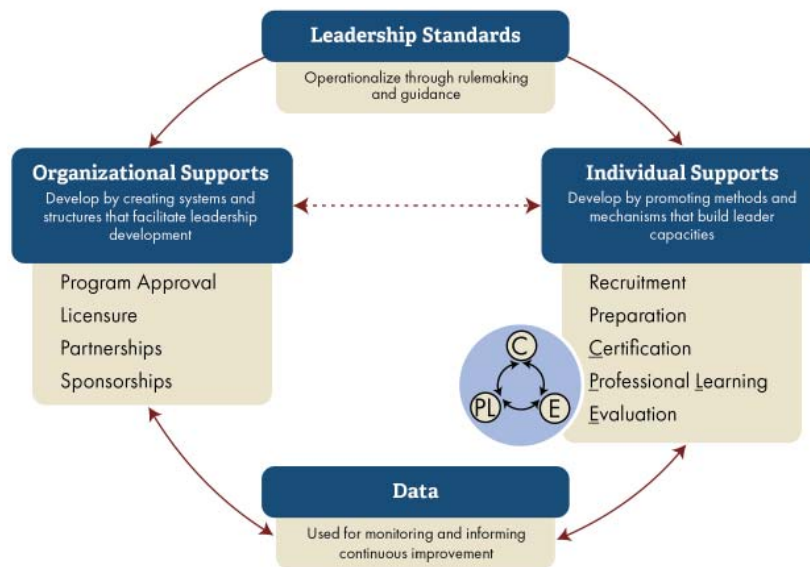 Leadership Standards
Operationalize through rulemaking
and guidance
Organizational Supports
Develop by creating systems and
structures that facilitate leadership
development
Program Approval
Licensure
Partnerships
Sponsorships
Individual Supports
Develop by promoting methods and
mechanisms that build leader
capacities
Recruitment
Preparation
Certification
Professional Learning
Evaluation
C
PL
E
Data
Used for monitoring and informing
continuous improvement